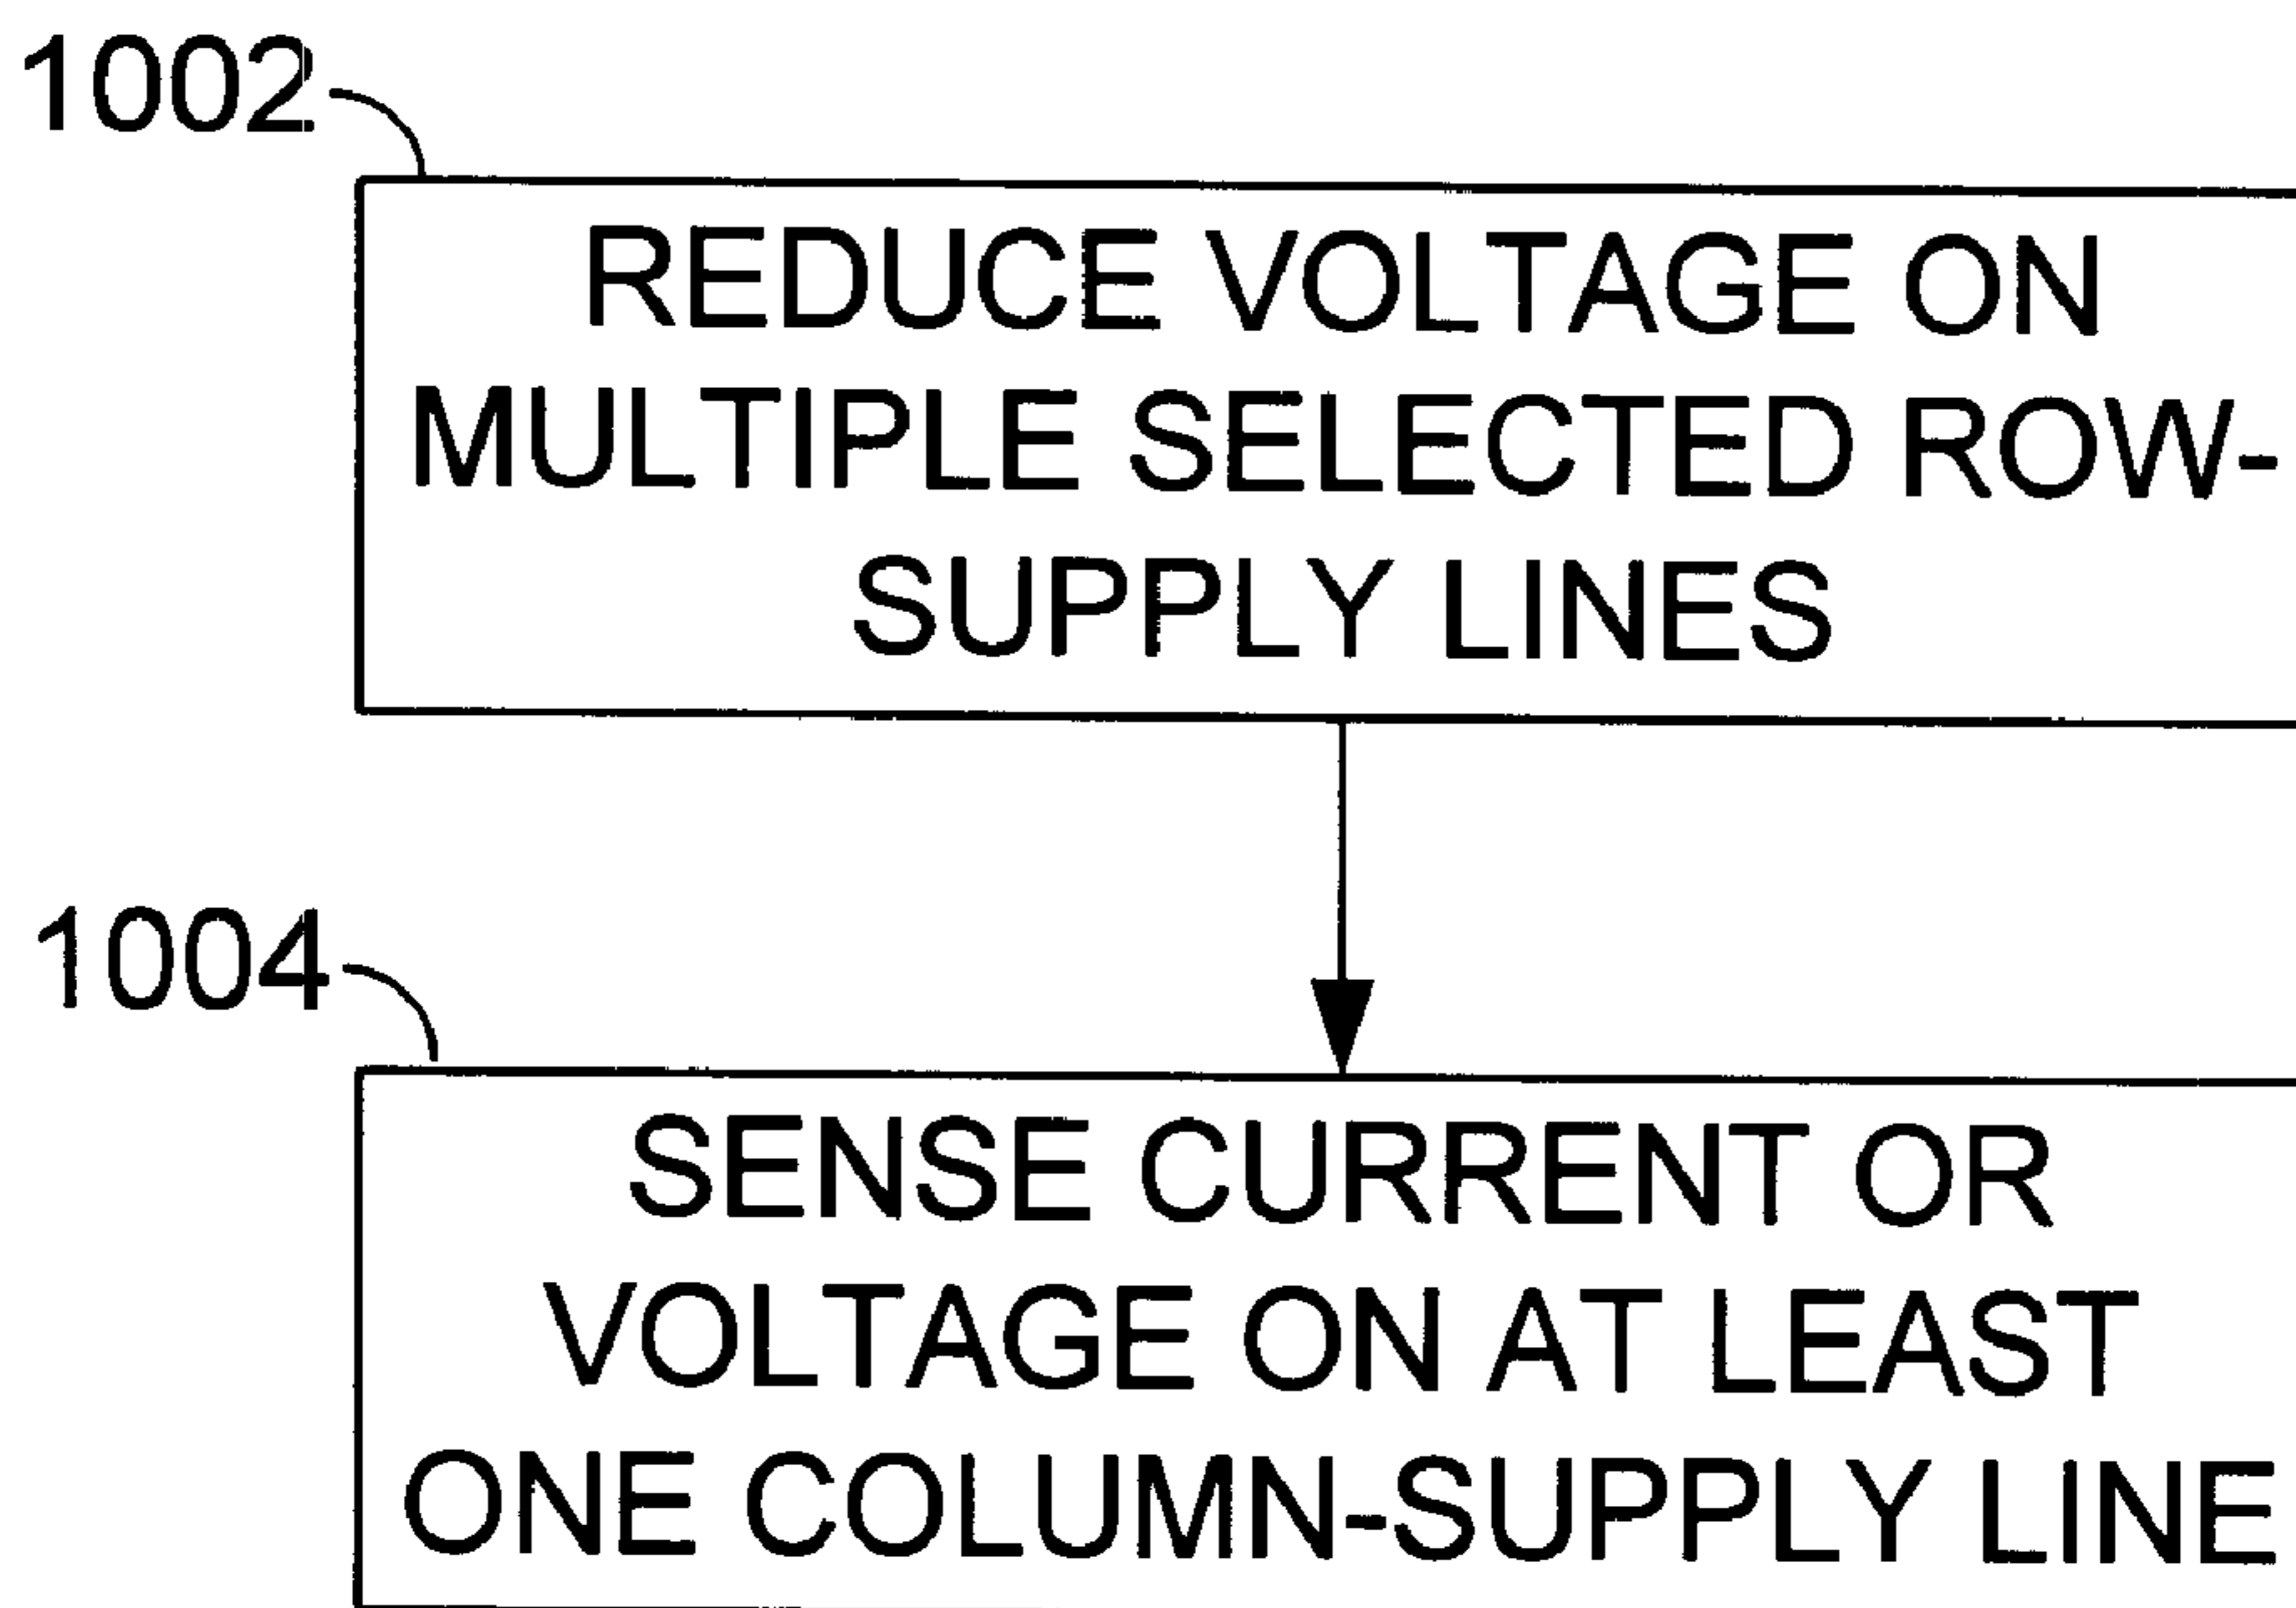 1002
REDUCE VOLTAGE ON
MULTIPLE SELECTED ROW-
SUPPLY LINES
1004
SENSE CURRENT OR
VOLTAGE ON AT LEAST
ONE COLUMN-SUPPLY LINE